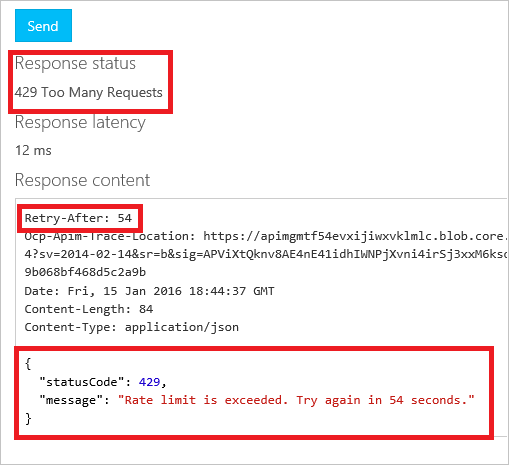 Send
Response status
429 Too Many Requests
Response latency
12 ms
Response content
Retry-After: 54
Ocp-Apim-Trace-Location: https://apimgmtf54evxijiwxvklmlc.blob.core.
4?sv=2014-02-14&sr=b&sig=APViXtQknv8AE4nE41idhIWNPjXvni4irSj3xxM6ksd
9b068bf468d5c2a9b
Date: Fri, 15 Jan 2016 18:44:37 GMT
Content-Length: 84
Content-Type: application/json
{
"statusCode": 429,
"message": "Rate limit is exceeded. Try again in 54 seconds."
}